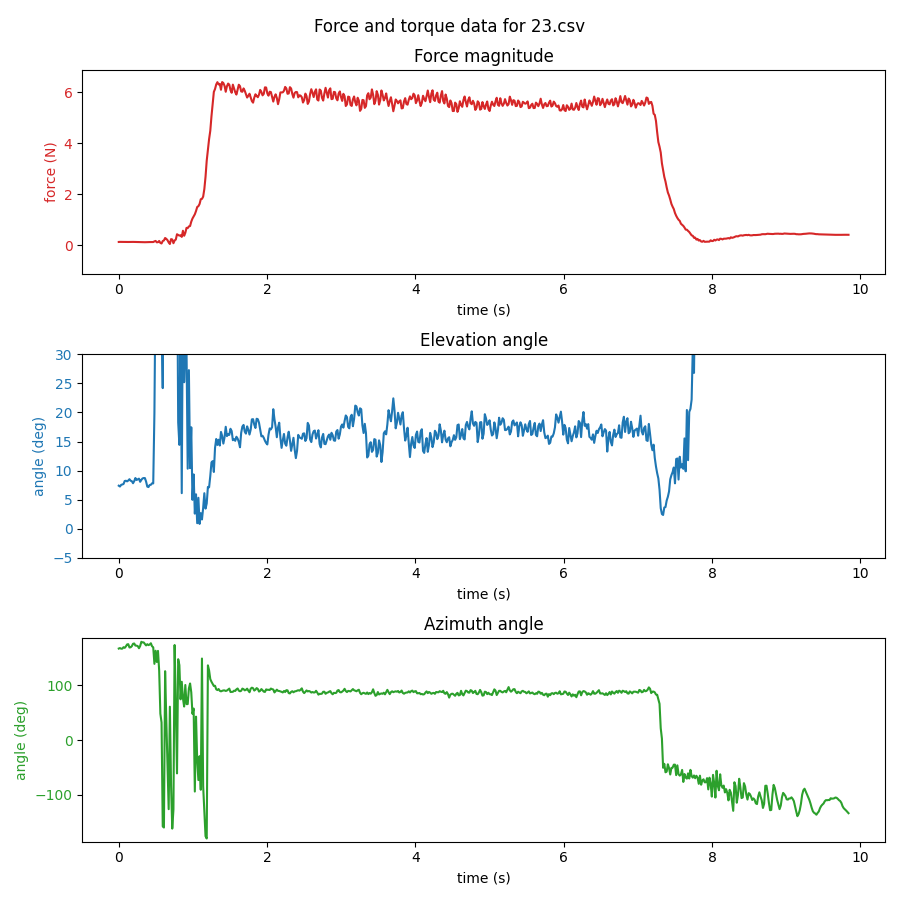 Force and torque data for 23.csv
Force magnitude
force (N)
6
4
2
0
0 2 4 6 8 10
time (s)
Elevation angle
angle (deg)
30
25
20
15
10
5
0
−5
0 2 4 6 8 10
time (s)
Azimuth angle
angle (deg)
100
0
−100
0 2 4 6 8 10
time (s)